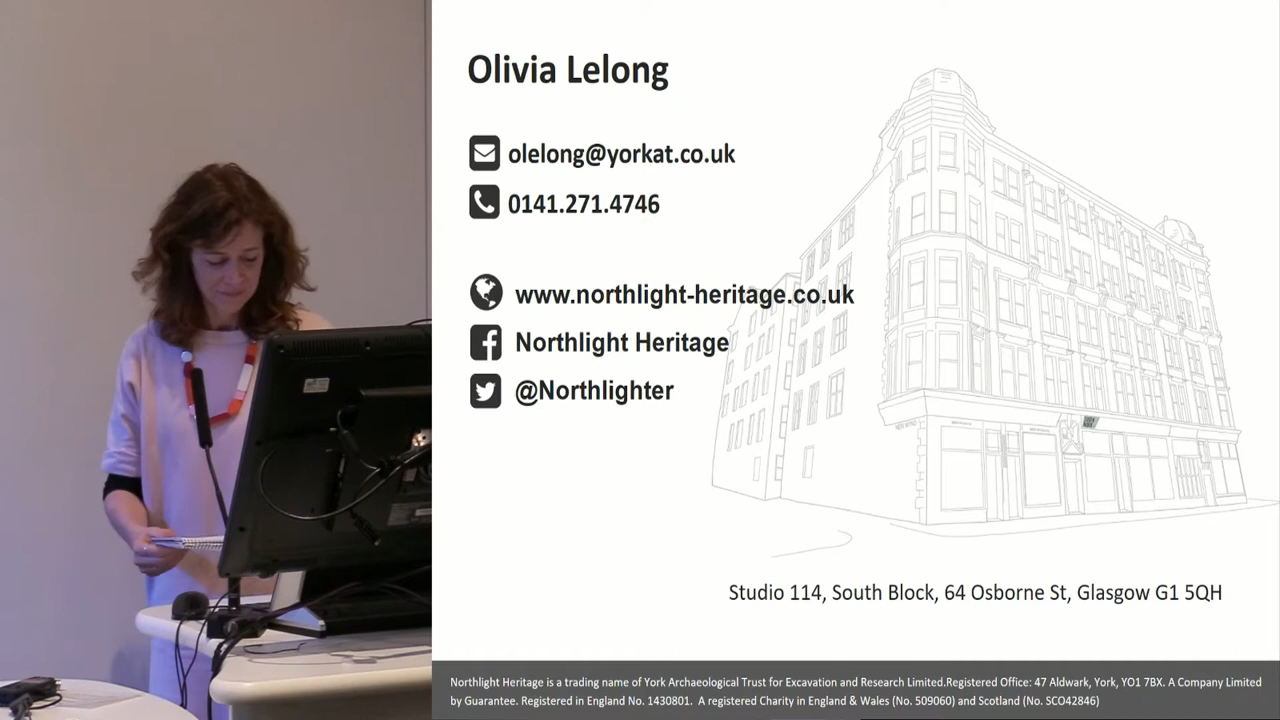 Olivia Lelong
olelong@yorkat.co.uk
0141.271.4746
www.northlight-heritage.co.uk
Northlight Heritage
@Northlighter
Studio 114, South Block, 64 Osborne St, Glasgow G1 5QH
Northlight Heritage is a trading name of York Archaeological Trust for Excavation and Research Limited.Registered Office: 47 Aldwark, York, YO1 7BX. A Company Limited
by Guarantee. Registered in England No. 1430801.  A registered Charity in England & Wales (No. 509060) and Scotland (No. SCO42846)